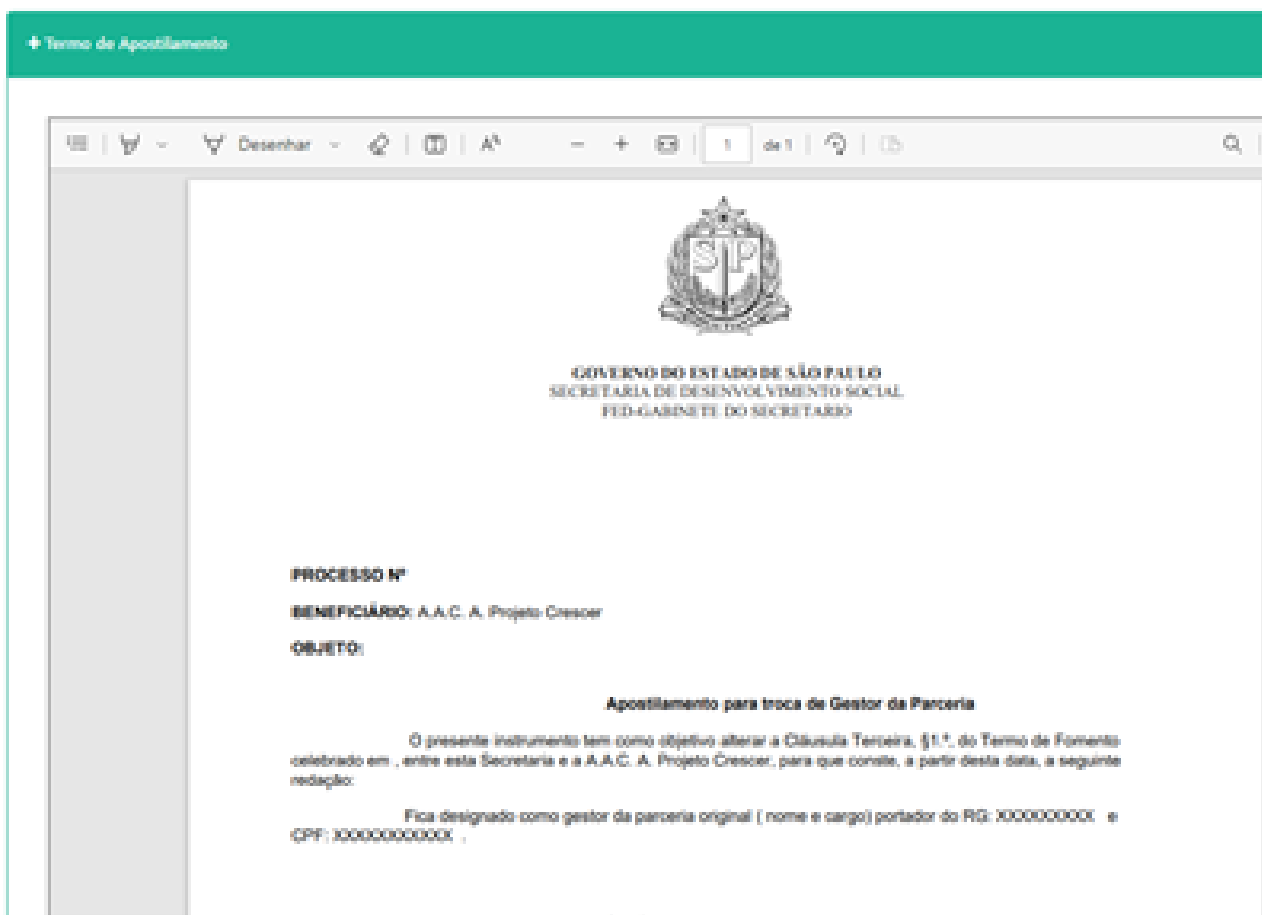 + Termo de Apostilamento
Desenhar
1 de 1
SP
GOVERNO DO ESTADO DE SÃO PAULO
SECRETARIA DE DESENVOLVIMENTO SOCIAL
FED-GABINETE DO SECRETARIO
PROCESSO Nº
BENEFICIÁRIO: A.A.C. A. Projeto Crescer
OBJETO:
Apostilamento para troca de Gestor da Parceria
O presente instrumento tem como objetivo alterar a Cláusula Terceira, §1.º, do Termo de Fomento
celebrado em , entre esta Secretaria e a A.A.C. A. Projeto Crescer, para que conste, a partir desta data, a seguinte
redação:
Fica designado como gestor da parceria original ( nome e cargo) portador do RG: XXXXXXXXX e
CPF: XXXXXXXXXXX .